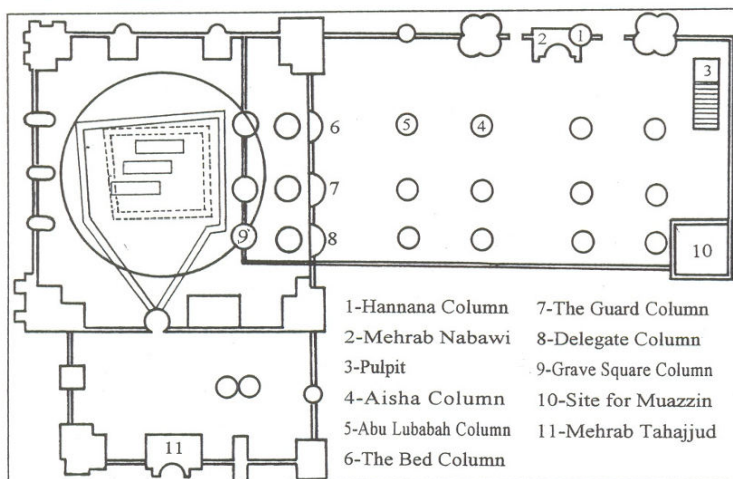 2
1
3
6
5
4
7
9
8
10
1-Hannana Column
2-Mehrab Nabawi
3-Pulpit
4-Aisha Column
5-Abu Lubabah Column
6-The Bed Column
7-The Guard Column
8-Delegate Column
9-Grave Square Column
10-Site for Muazzin
11-Mehrab Tahajjud
11